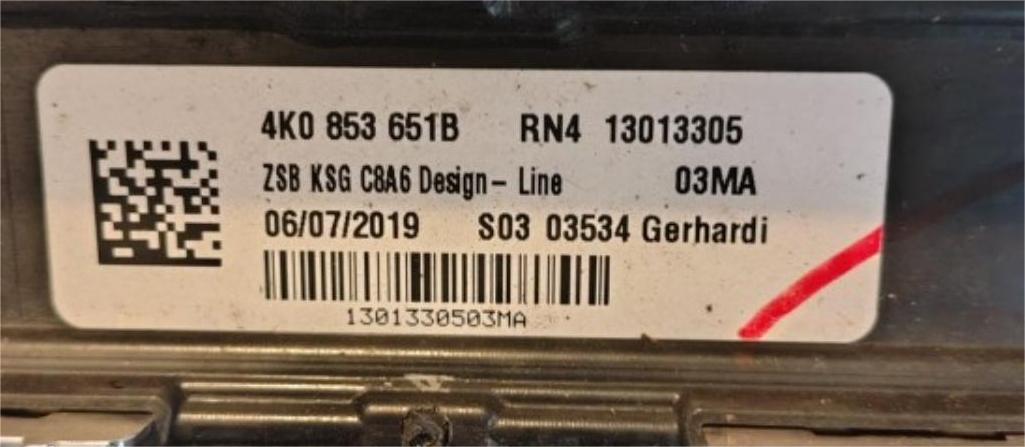 4K0 853 651B RN4 13013305
ZSB KSG C8A6 Design- Line 03MA
06/07/2019 S03 03534 Gerhardi
1301330503MA